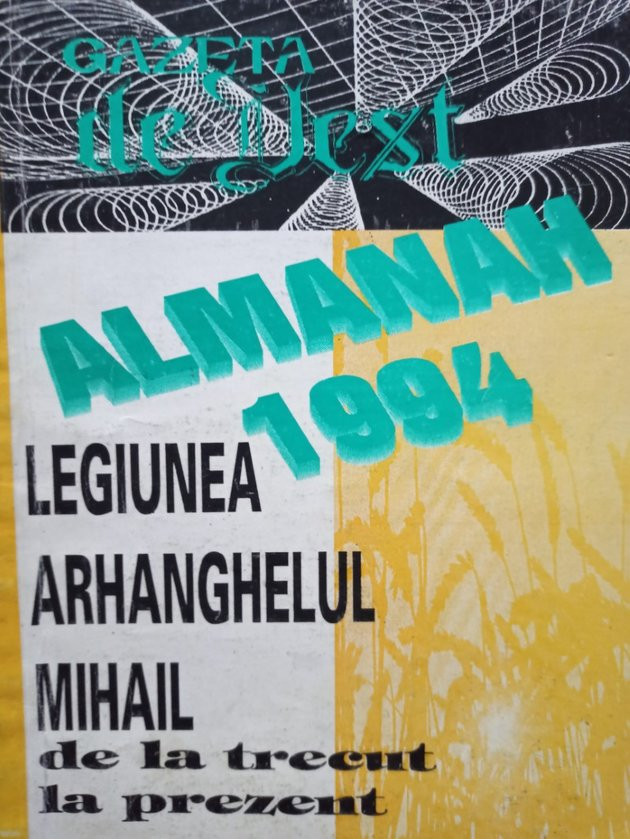 GAZETA
de Vest
ALMANAH
1994
LEGIUNEA
ARHANGHELUL
MIHAIL
de la trecut
la prezent